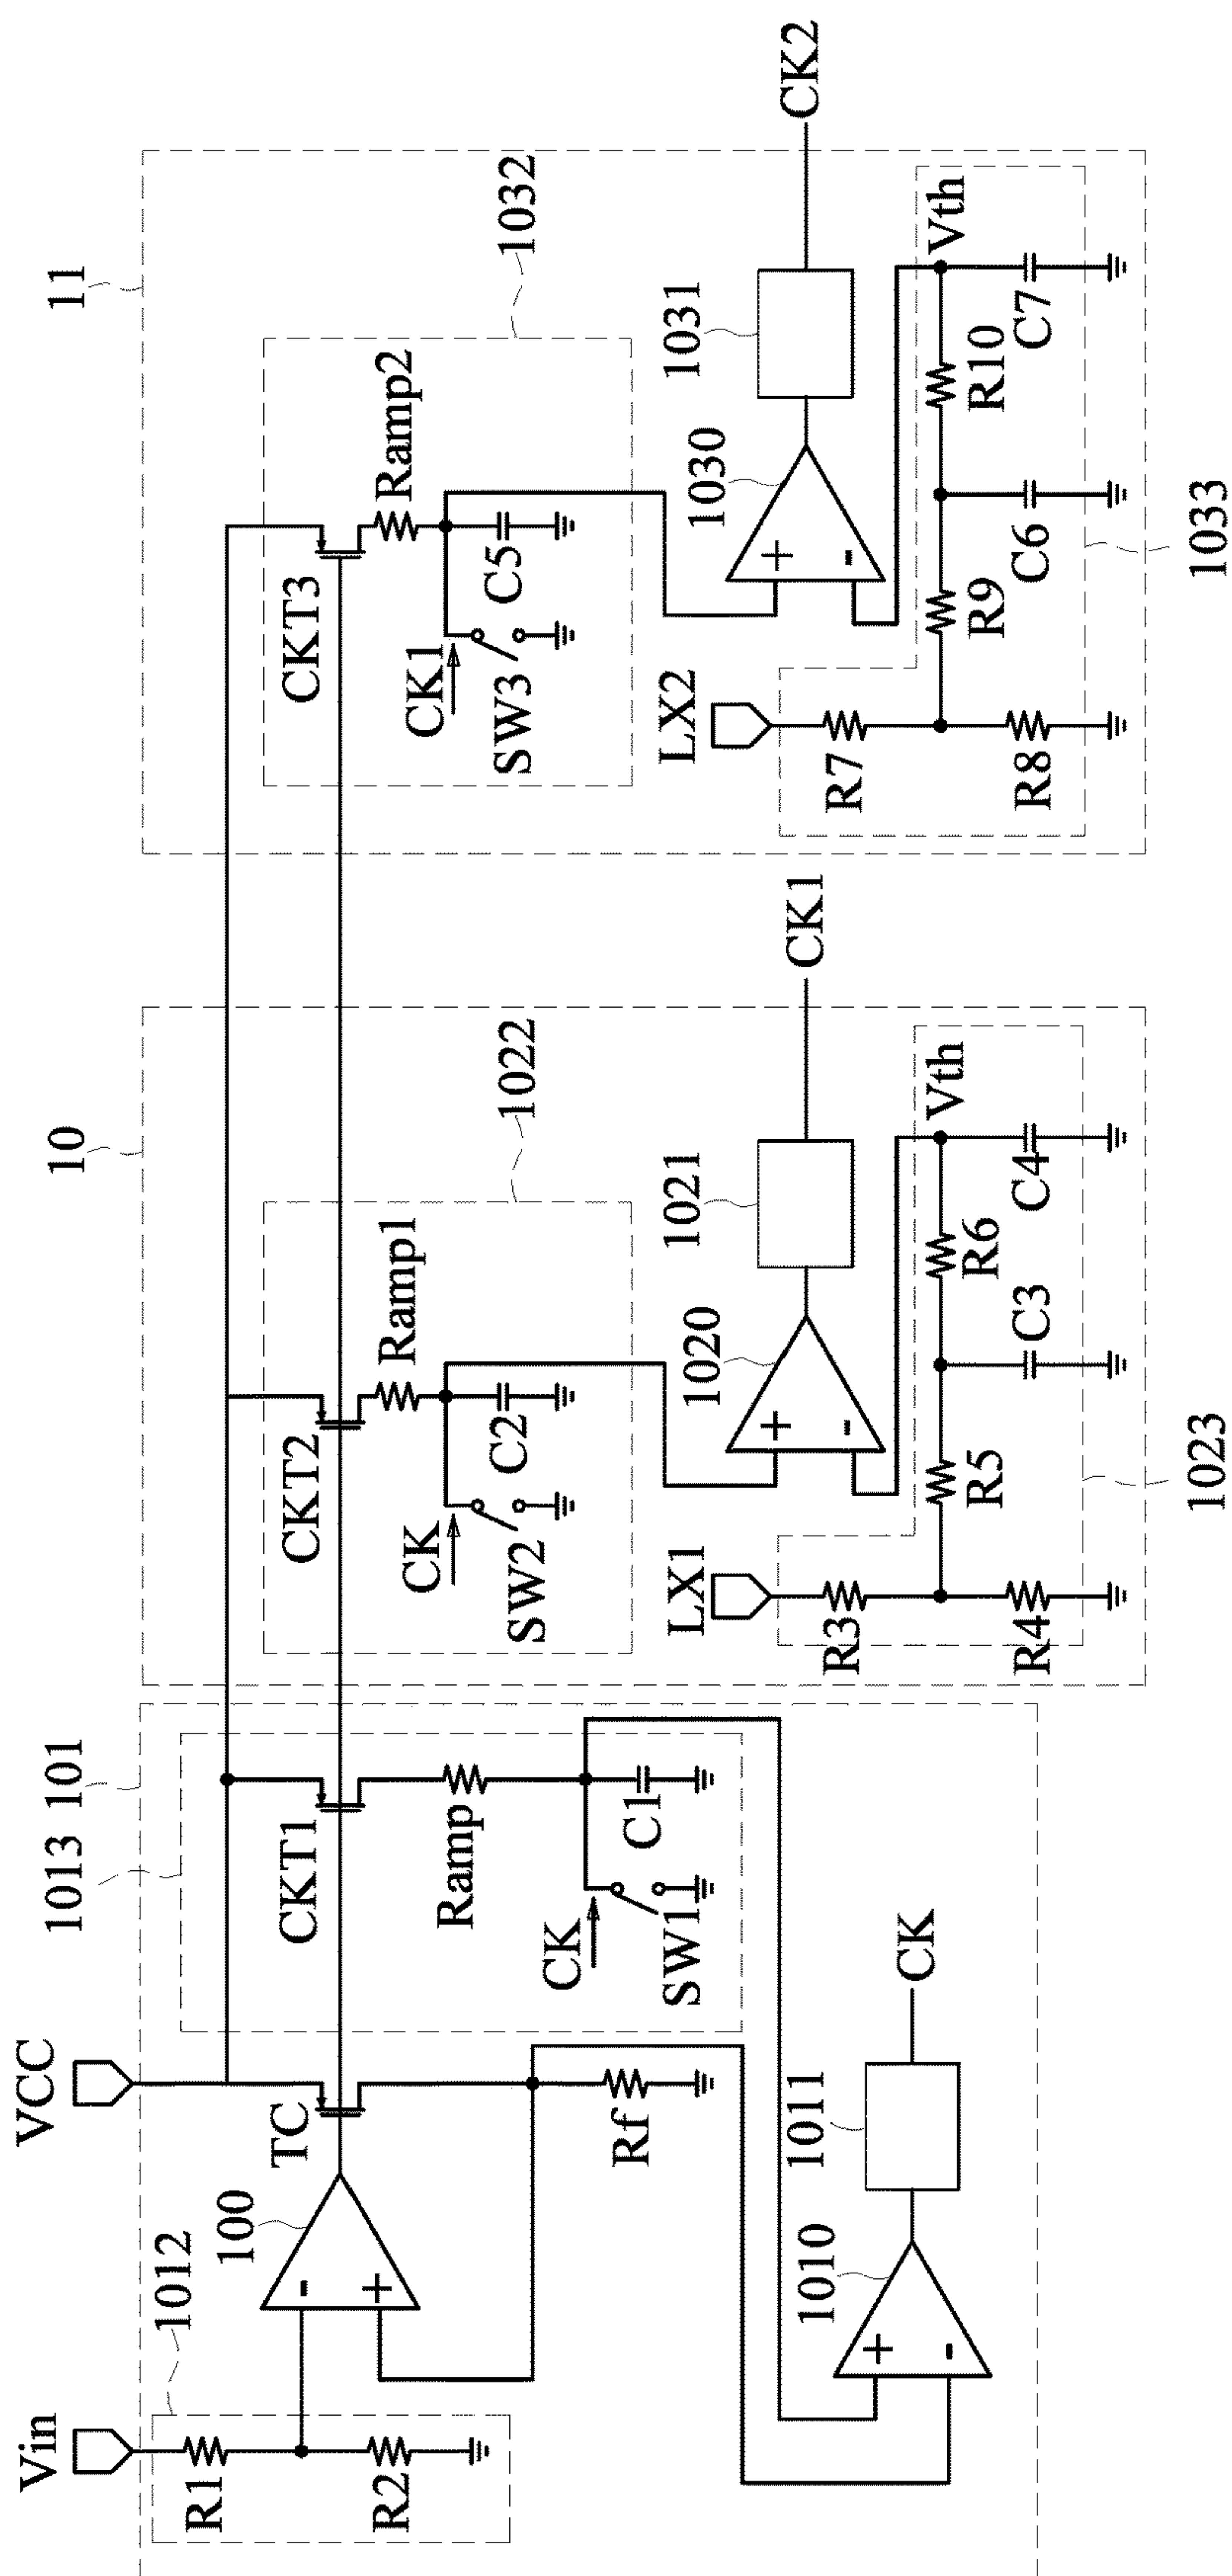 Vin
VCC
R1
R2
1012
100
TC
Rf
1013
101
CKT1
Ramp
C1
CK
SW1
1010
1011
CK
10
CKT2
Ramp1
1022
CK
C2
SW2
1020
1021
CK1
LX1
R3
R4
R5
R6
C3
C4
Vth
1023
11
CKT3
Ramp2
1032
CK1
C5
SW3
1030
1031
CK2
LX2
R7
R8
R9
R10
C6
C7
Vth
1033
+
-
+
-
+
-
+
-